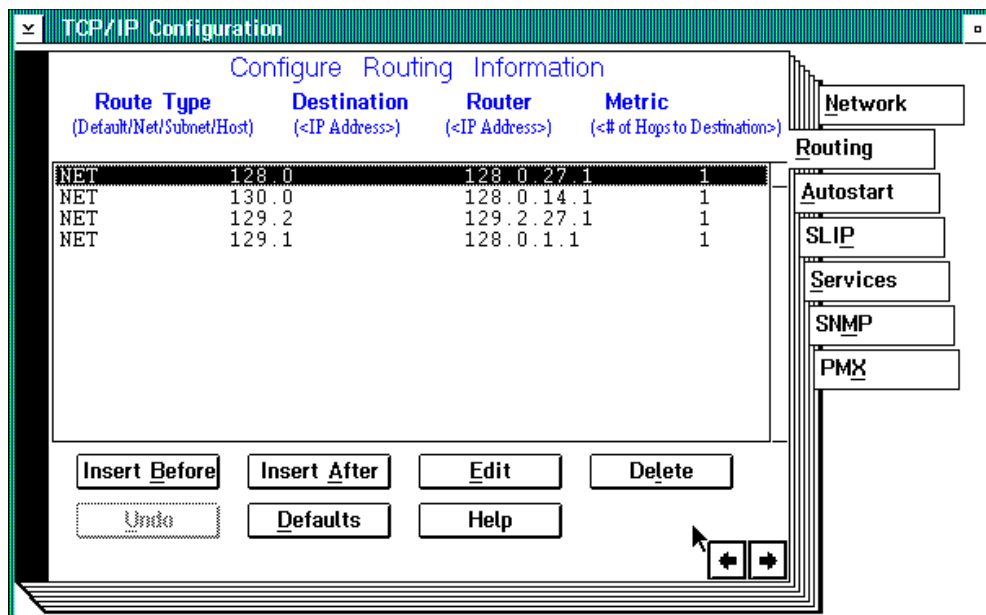 TCP/IP Configuration
Configure Routing Information
Route Type Destination Router Metric
(Default/Net/Subnet/Host) (<IP Address>) (<IP Address>) (<# of Hops to Destination>)
NET 128.0 128.0.27.1 1
NET 130.0 128.0.14.1 1
NET 129.2 129.2.27.1 1
NET 129.1 128.0.1.1 1
Insert Before Insert After Edit Delete
Undo Defaults Help
Network
Routing
Autostart
SLIP
Services
SNMP
PMX